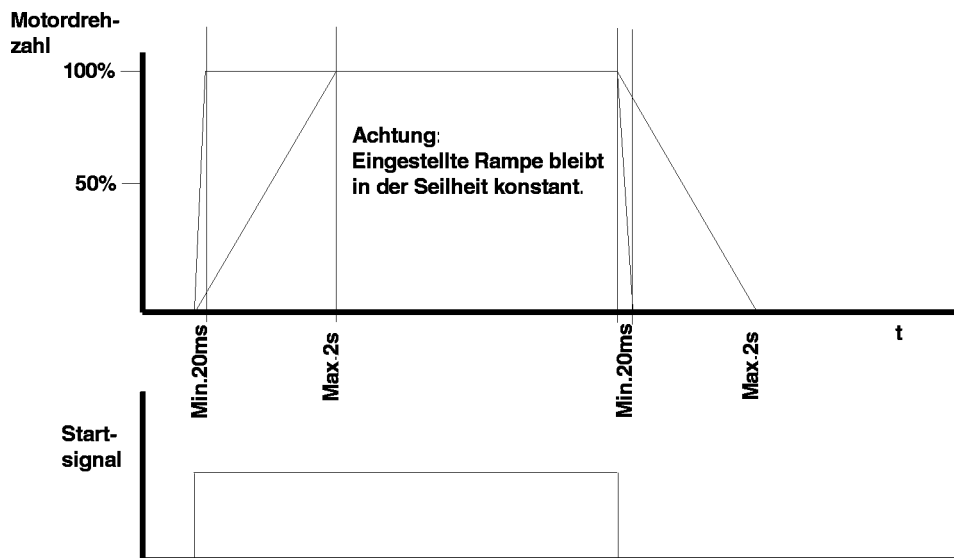 Motordreh-
zahl
100%
Achtung:
Eingestellte Rampe bleibt
in der Seilheit konstant.
50%
t
Min.20ms
Max.2s
Min.20ms
Max.2s
Start-
signal